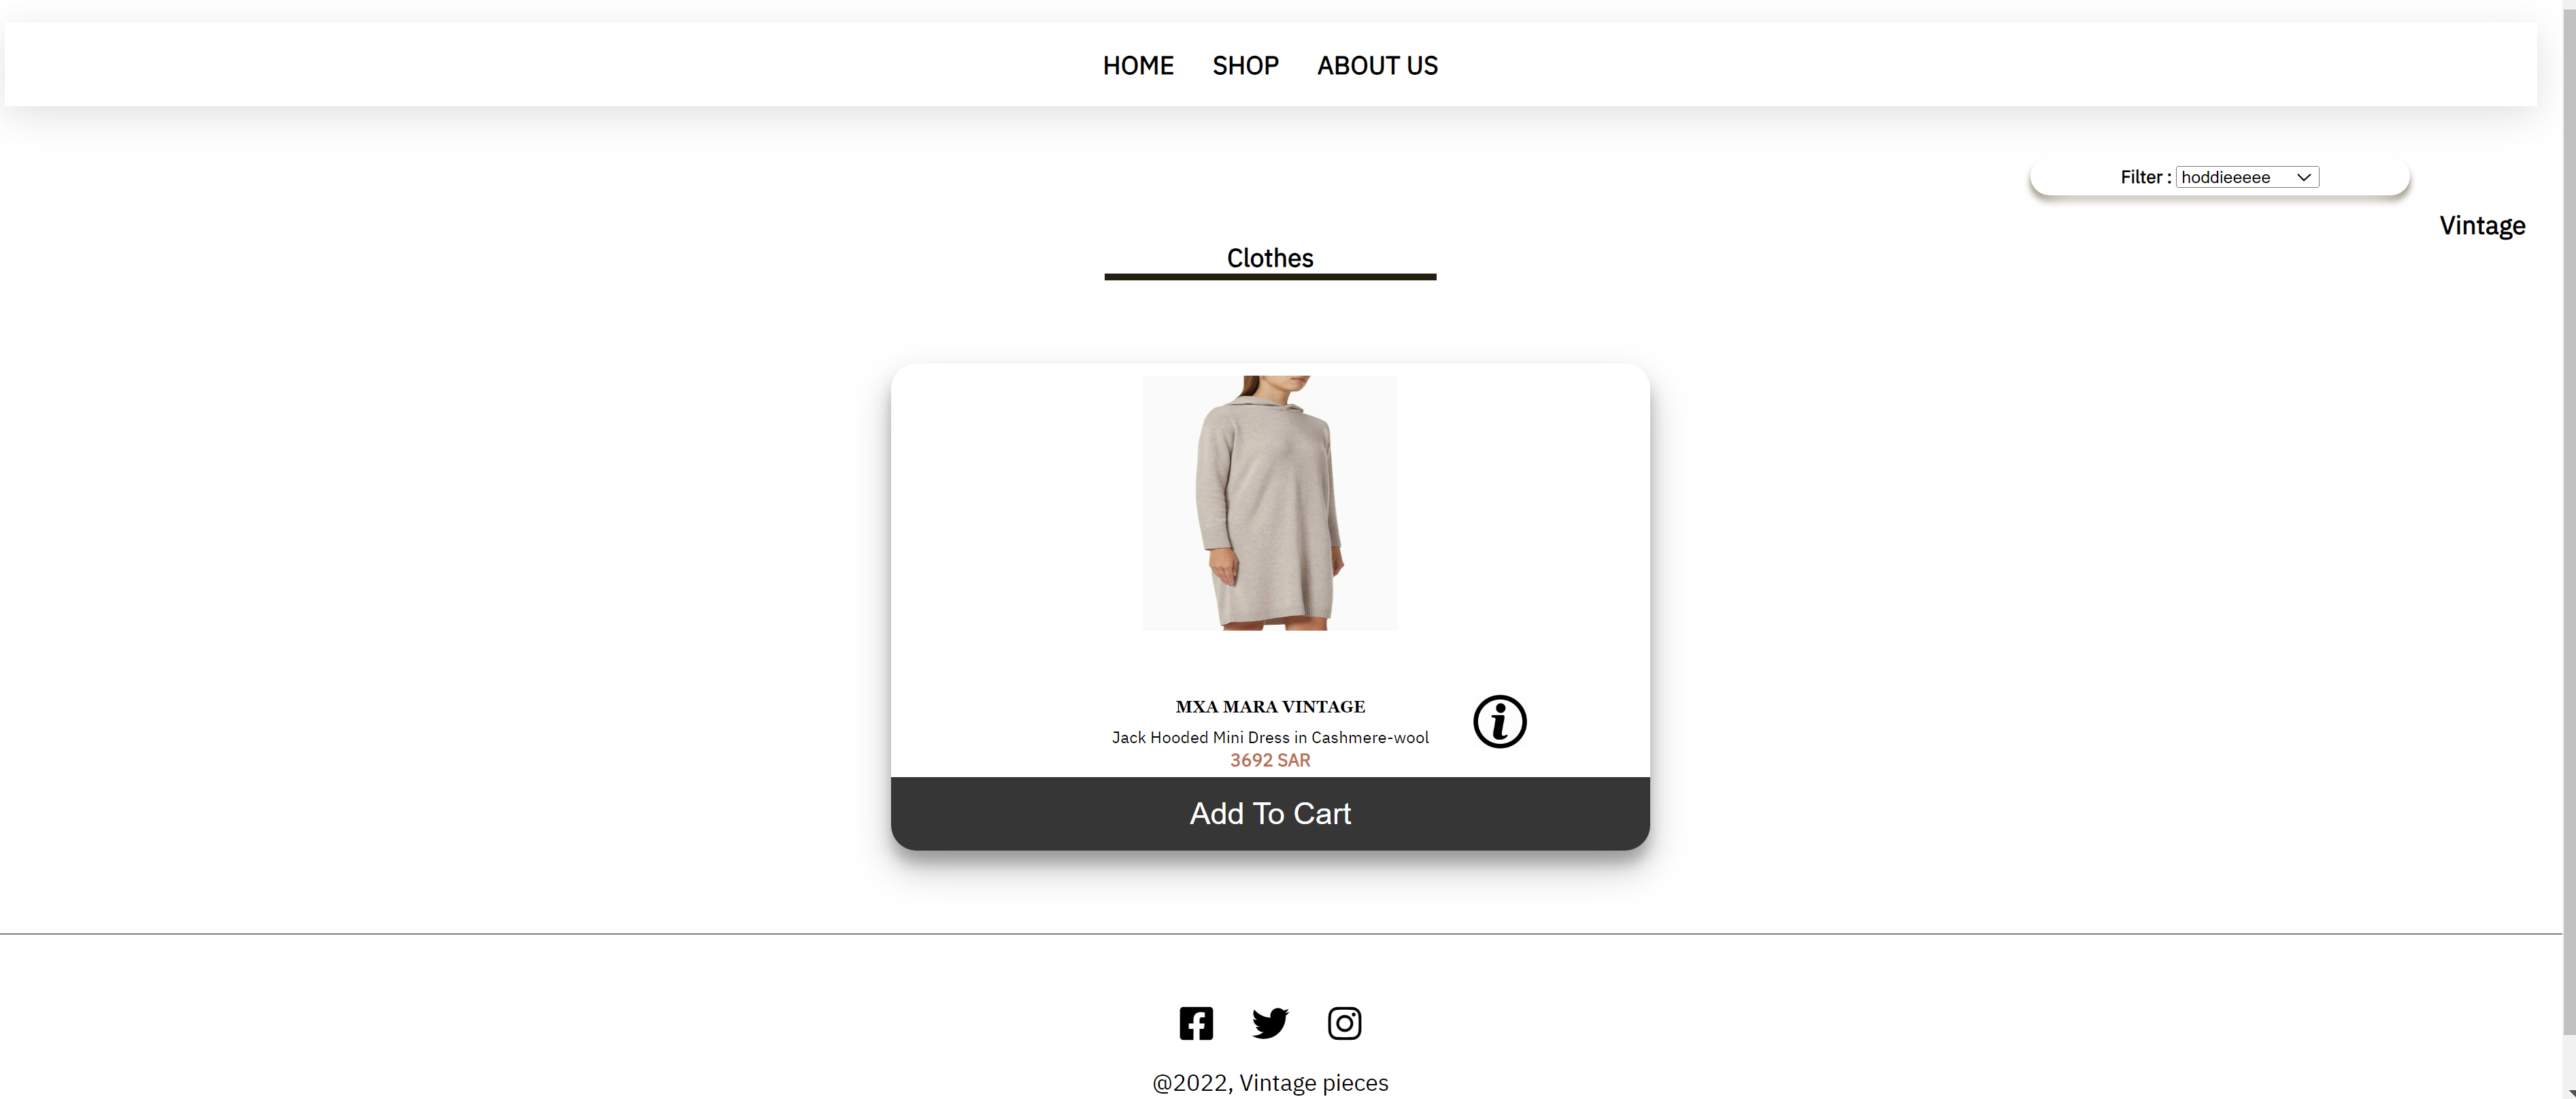 HOME SHOP ABOUT US
Filter : hoddieeeee
Vintage
Clothes
MXA MARA VINTAGE
Jack Hooded Mini Dress in Cashmere-wool
3692 SAR
Add To Cart
@2022, Vintage pieces